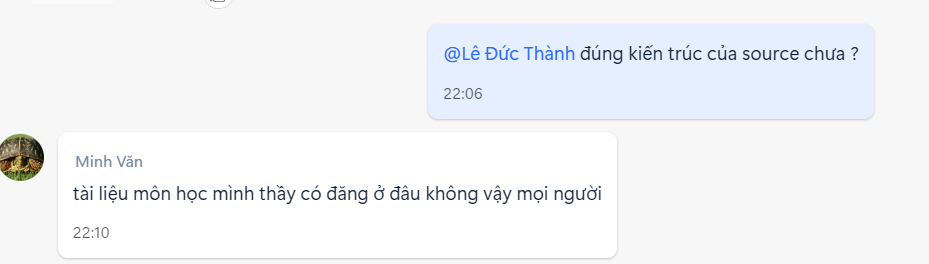 @Lê Đức Thành đúng kiến trúc của source chưa ?
22:06
Minh Văn
tài liệu môn học mình thầy có đăng ở đâu không vậy mọi người
22:10